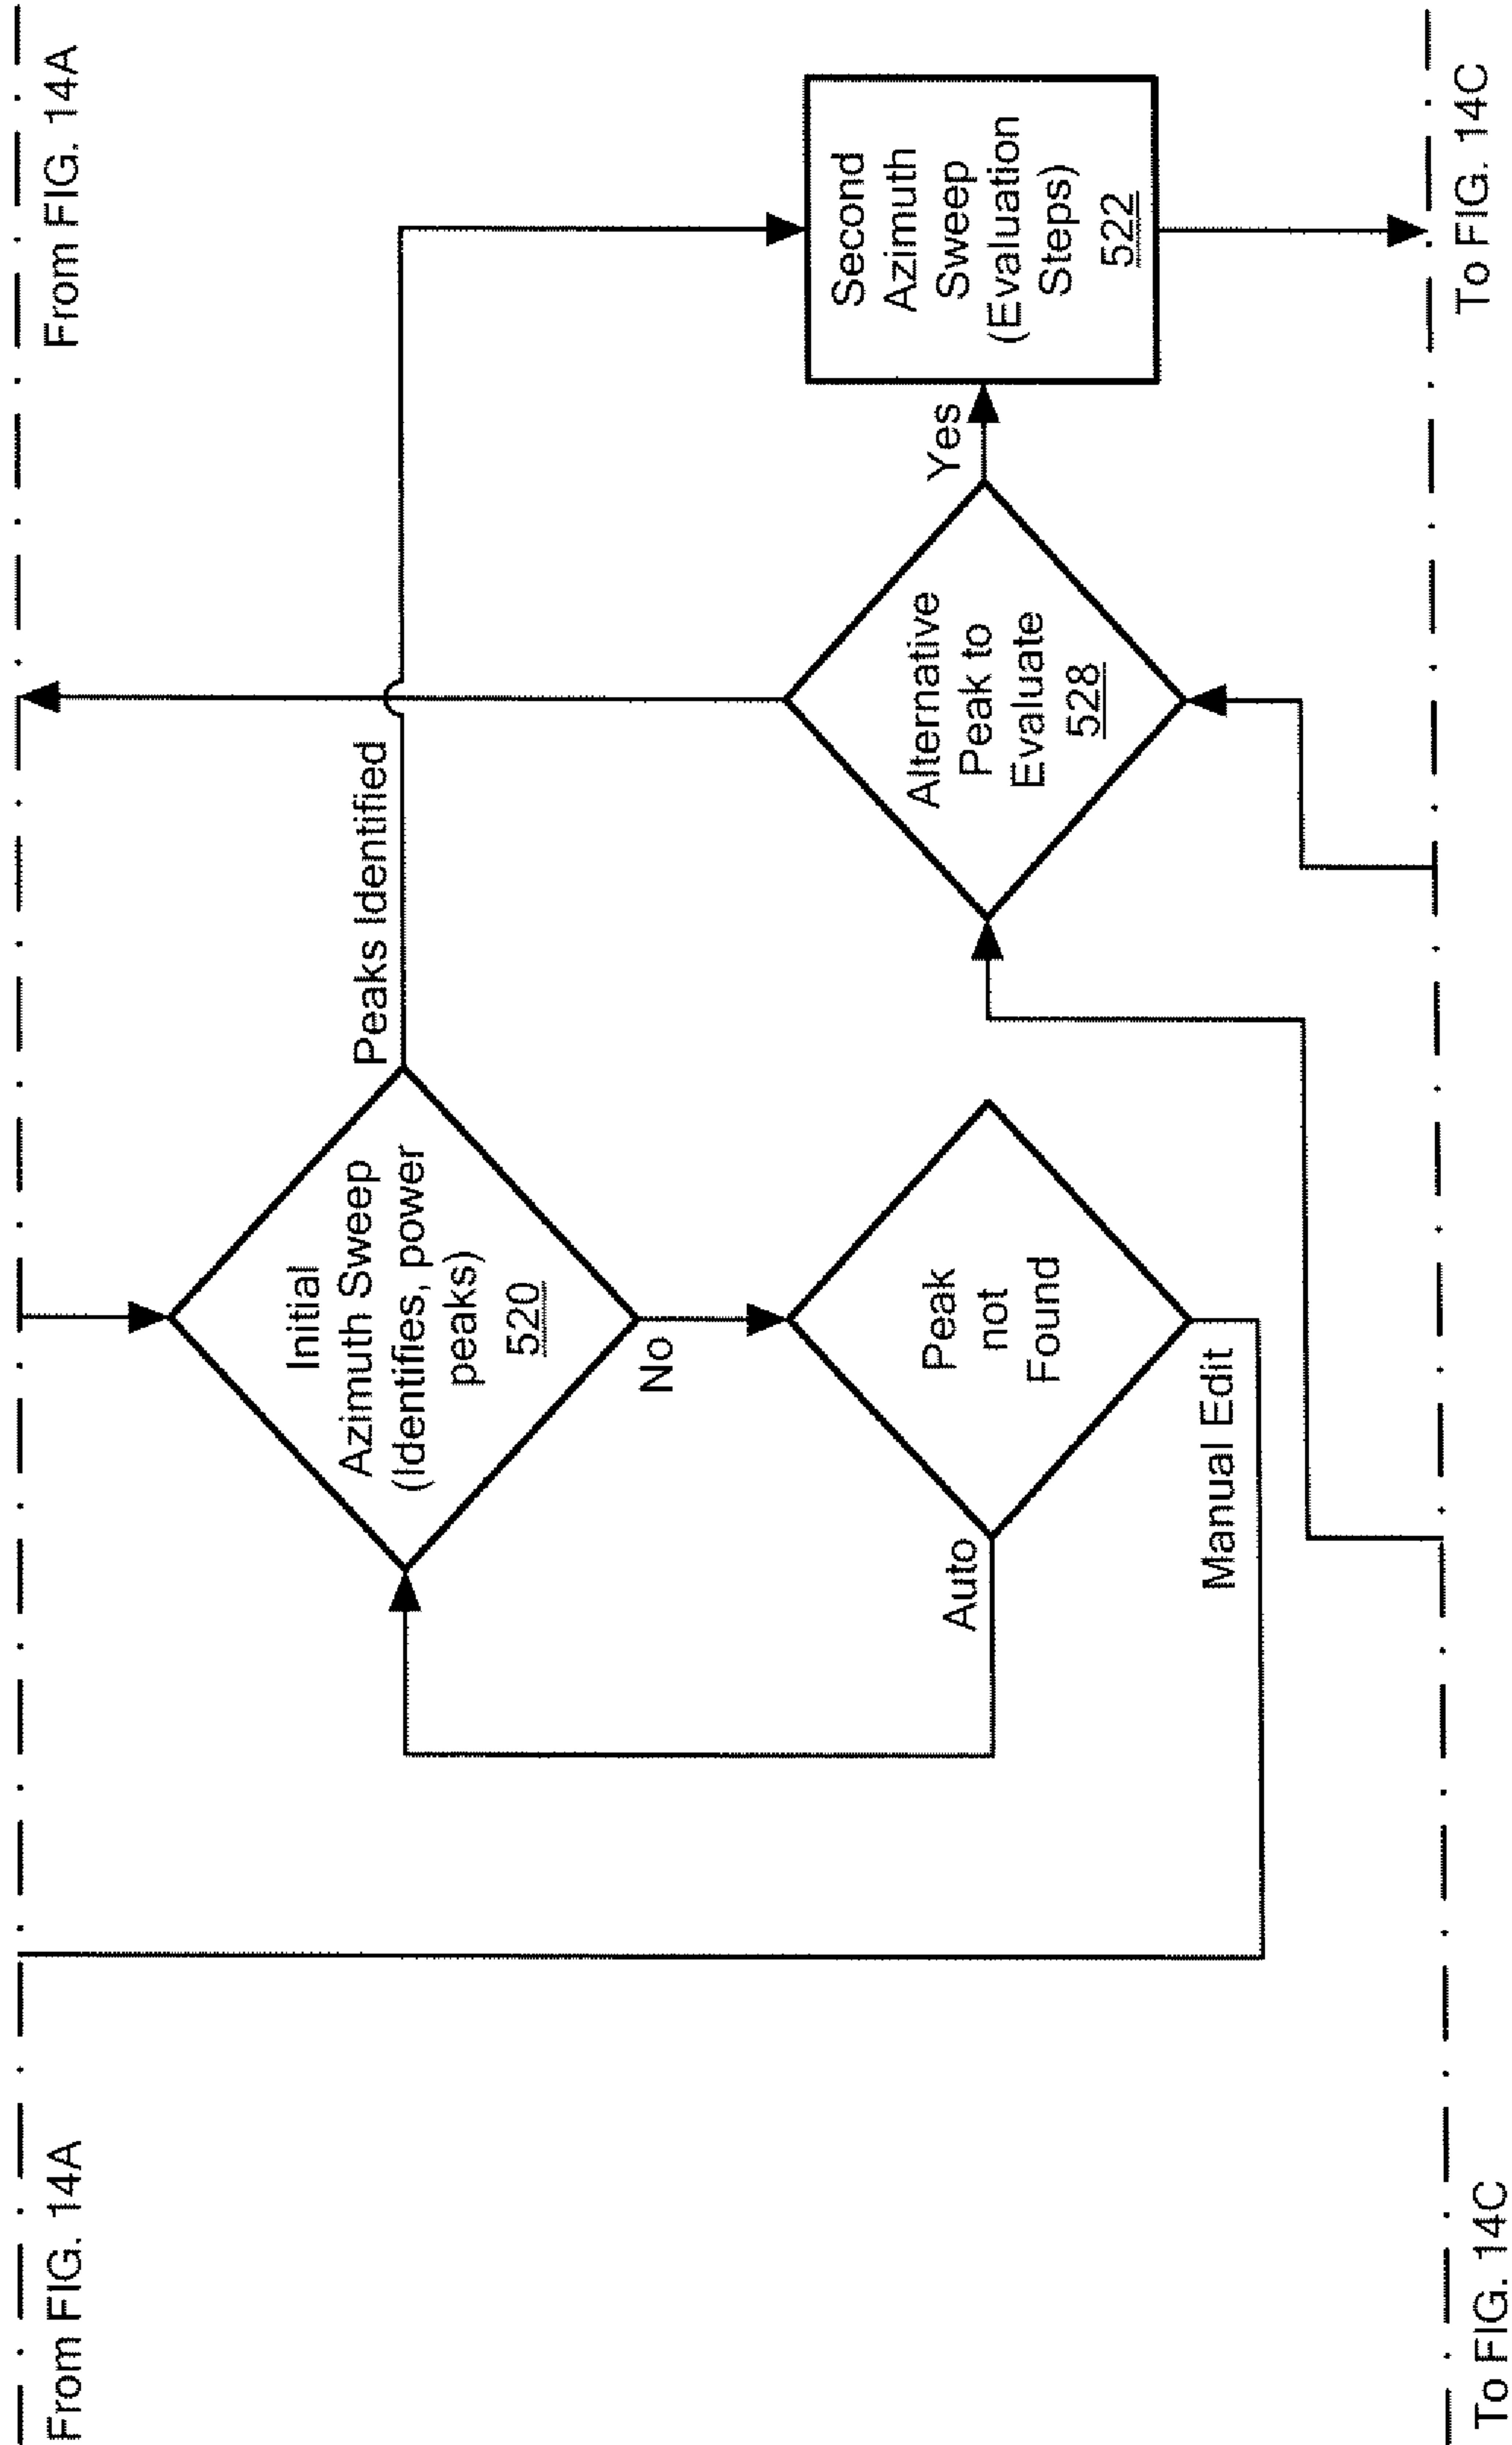 From FIG. 14A
From FIG. 14A
Initial
Azimuth Sweep
(Identifies, power
peaks)
520
Peaks Identified
No
Peak
not
Found
Auto
Manual Edit
Alternative
Peak to
Evaluate
528
Yes
Second
Azimuth
Sweep
(Evaluation
Steps)
522
To FIG. 14C
To FIG. 14C